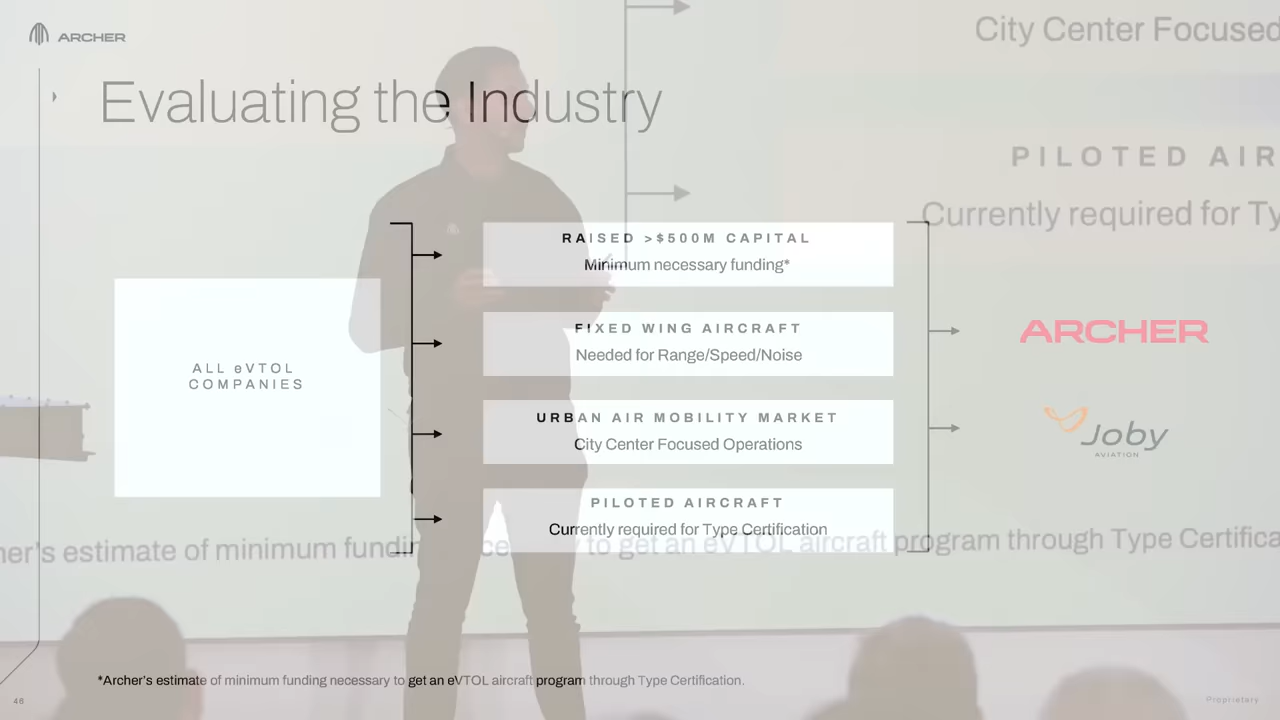 ARCHER
City Center Focused
Evaluating the Industry
PILOTED AIR
Currently required for Ty
RAISED >$500M CAPITAL
Minimum necessary funding*
FIXED WING AIRCRAFT
Needed for Range/Speed/Noise
ARCHER
ALL eVTOL
COMPANIES
URBAN AIR MOBILITY MARKET
City Center Focused Operations
Joby
AVIATION
PILOTED AIRCRAFT
Currently required for Type Certification
her's estimate of minimum funding to get an eVTOL aircraft program through Type Certifica
*Archer's estimate of minimum funding necessary to get an eVTOL aircraft program through Type Certification.
46
Proprietary